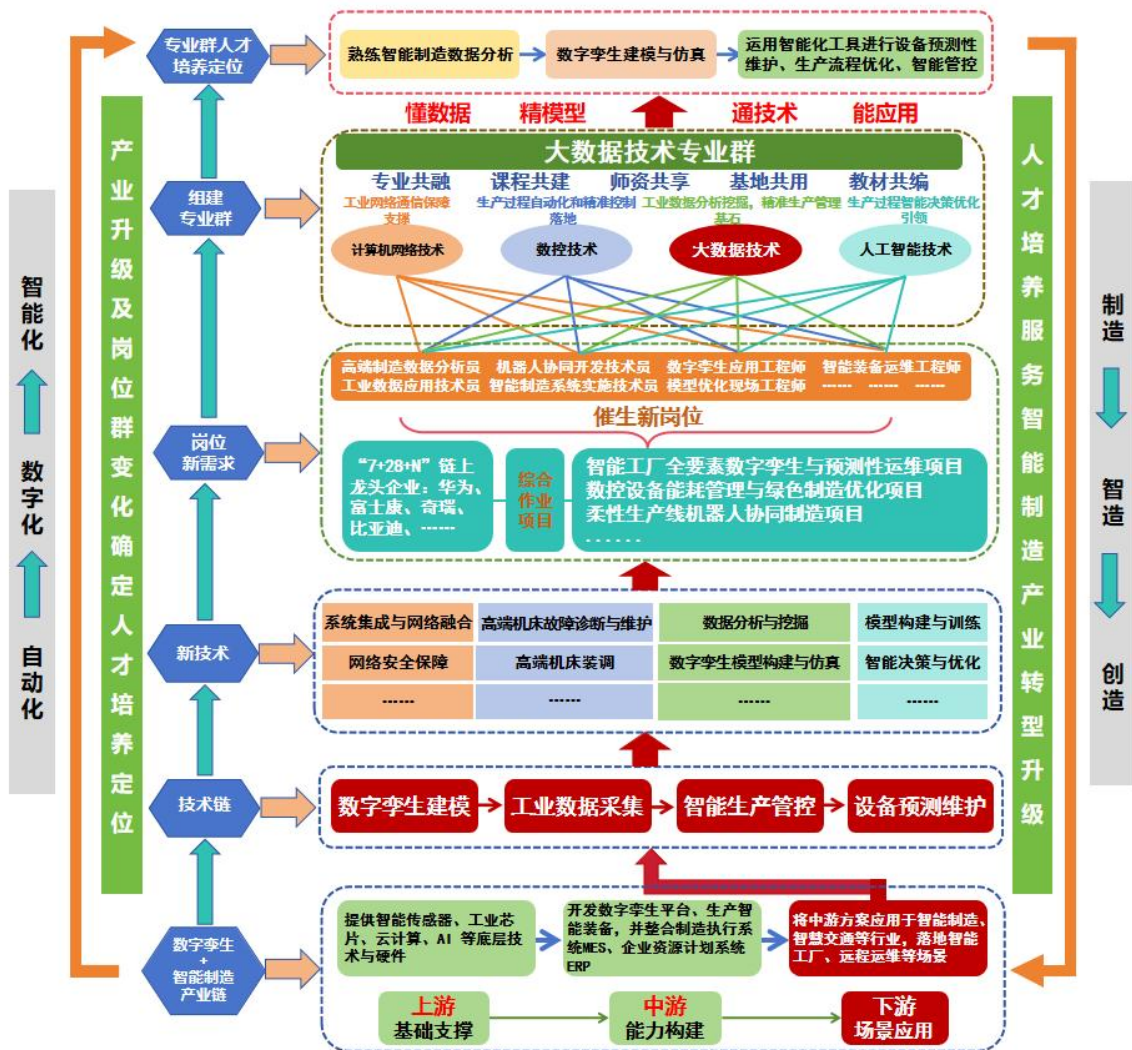 专业群人才
培养定位
熟练智能制造数据分析
数字孪生建模与仿真
运用智能化工具进行设备预测性
维护、生产流程优化、智能管控
懂数据
精模型
通技术
能应用
产业升级及岗位群变化确定人才培养定位
人才培养服务智能制造产业转型升级
智能化
数字化
自动化
制造
智造
创造
组建
专业群
大数据技术专业群
专业共融
课程共建
师资共享
基地共用
教材共编
工业网络通信保障
支撑
生产过程自动化和精准控制
落地
工业数据分析挖掘，精准生产管理
基石
生产过程智能决策优化
引领
计算机网络技术
数控技术
大数据技术
人工智能技术
岗位
新需求
高端制造数据分析员
机器人协同开发技术员
数字孪生应用工程师
智能装备运维工程师
工业数据应用技术员
智能制造系统实施技术员
模型优化现场工程师
------ ------ ------
催生新岗位
“7+28+N”链上
龙头企业：华为、
富士康、奇瑞、
比亚迪、------
综合
作业
项目
智能工厂全要素数字孪生与预测性运维项目
数控设备能耗管理与绿色制造优化项目
柔性生产线机器人协同制造项目
......
新技术
系统集成与网络融合
高端机床故障诊断与维护
数据分析与挖掘
模型构建与训练
网络安全保障
高端机床装调
数字孪生模型构建与仿真
智能决策与优化
------
------
------
------
技术链
数字孪生建模
工业数据采集
智能生产管控
设备预测维护
数字孪生
+
智能制造
产业链
提供智能传感器、工业芯
片、云计算、AI 等底层技
术与硬件
开发数字孪生平台、生产智
能装备，并整合制造执行系
统MES、企业资源计划系统
ERP
将中游方案应用于智能制造、
智慧交通等行业，落地智能
工厂、远程运维等场景
上游
基础支撑
中游
能力构建
下游
场景应用